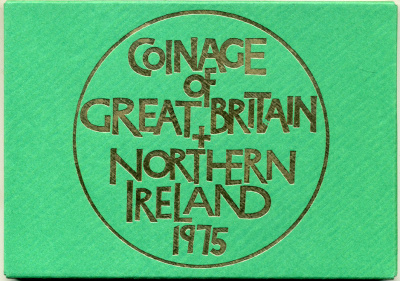 COINAGE
of
GREAT BRITAIN
+
NORTHERN
IRELAND
1975